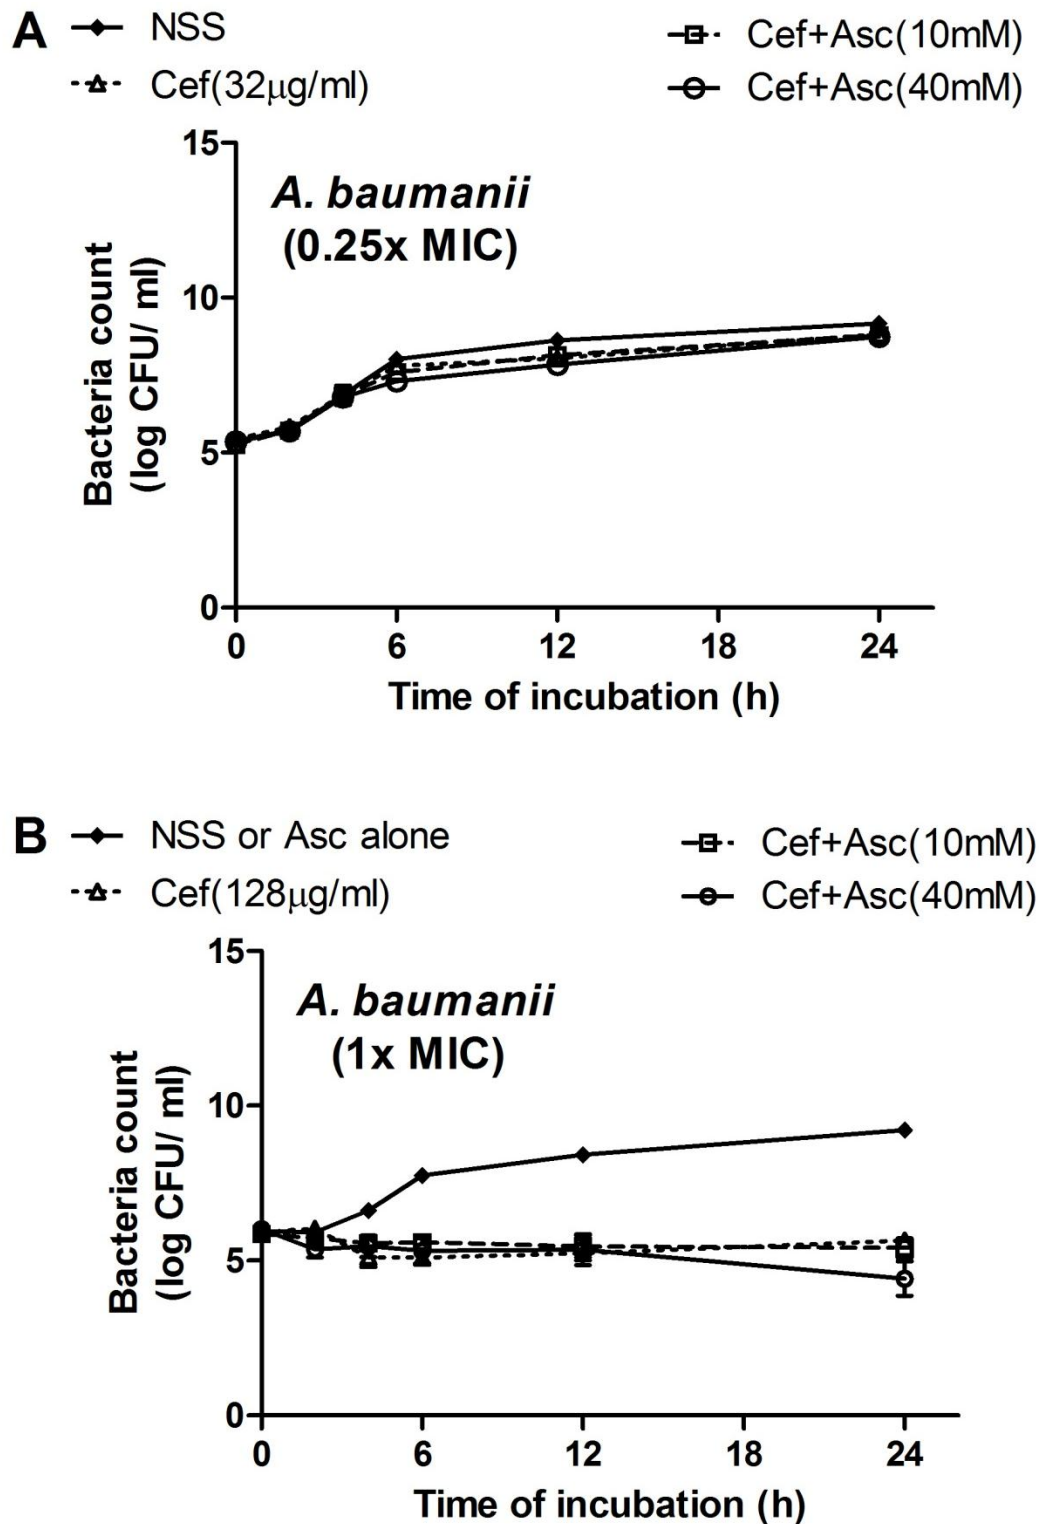 A
NSS
Cef(32μg/ml)
Cef+Asc(10mM)
Cef+Asc(40mM)
15
10
5
0
A. baumanii
(0.25x MIC)
Bacteria count
(log CFU/ ml)
0 6 12 18 24
Time of incubation (h)
B
NSS or Asc alone
Cef(128μg/ml)
Cef+Asc(10mM)
Cef+Asc(40mM)
15
10
5
0
A. baumanii
(1x MIC)
Bacteria count
(log CFU/ ml)
0 6 12 18 24
Time of incubation (h)